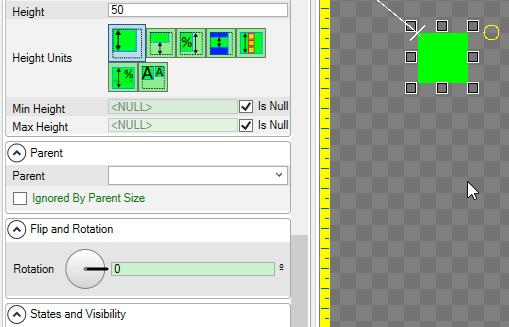 Height 50
Height Units
%
% A A
Min Height <NULL> Is Null
Max Height <NULL> Is Null
Parent
Parent
Ignored By Parent Size
Flip and Rotation
Rotation 0 º
States and Visibility